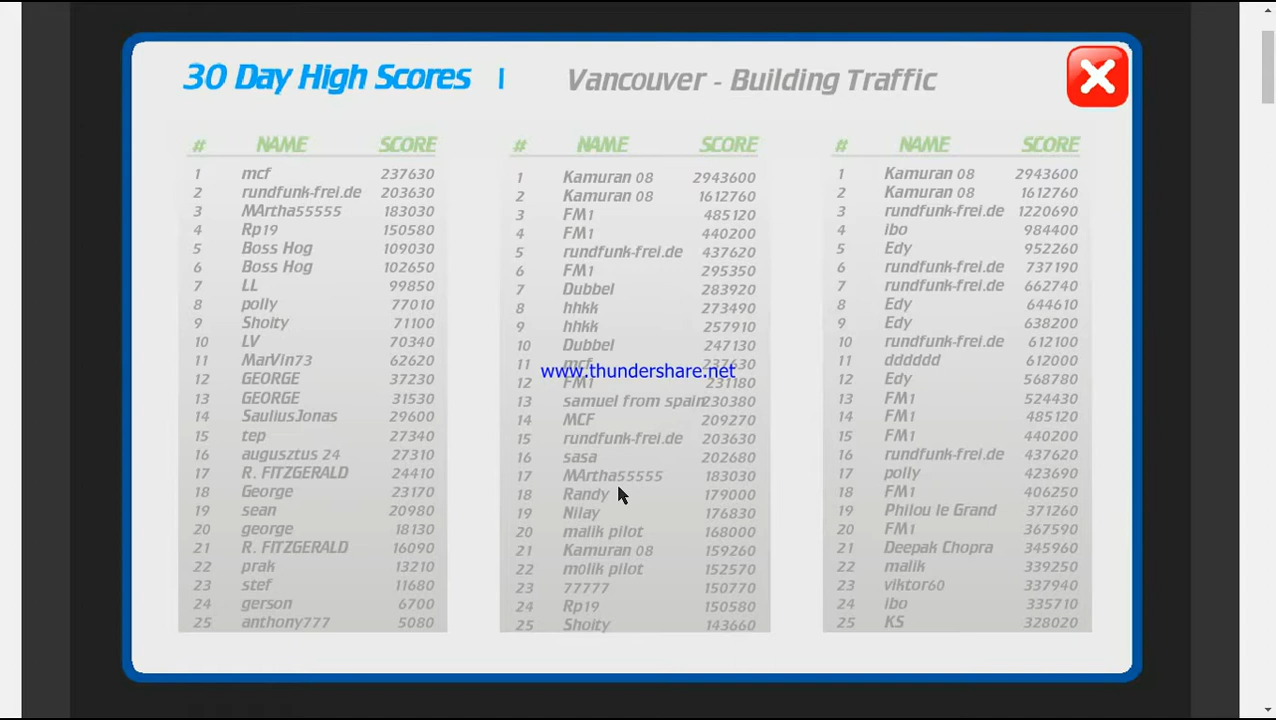 30 Day High Scores | Vancouver - Building Traffic
# NAME SCORE
1 mcf 237630
2 rundfunk-frei.de 203630
3 MArtha55555 183030
4 Rp19 150580
5 Boss Hog 109030
6 Boss Hog 102650
7 LL 99850
8 polly 77010
9 Shoity 71100
10 LV 70340
11 MarVin73 62620
12 GEORGE 37230
13 GEORGE 31530
14 SauliusJonas 29600
15 tep 27340
16 augusztus 24 27310
17 R. FITZGERALD 24410
18 George 23170
19 sean 20980
20 george 18130
21 R. FITZGERALD 16090
22 prak 13210
23 stef 11680
24 gerson 6700
25 anthony777 5080
# NAME SCORE
1 Kamuran 08 2943600
2 Kamuran 08 1612760
3 FM1 485120
4 FM1 440200
5 rundfunk-frei.de 437620
6 FM1 295350
7 Dubbel 283920
8 hhkk 273490
9 hhkk 257910
10 Dubbel 247130
11 mcf 237630
www.thundershare.net
12 FM1 231180
13 samuel from spain 230380
14 MCF 209270
15 rundfunk-frei.de 203630
16 sasa 202680
17 MArtha55555 183030
18 Randy 179000
19 Nilay 176830
20 malik pilot 168000
21 Kamuran 08 159260
22 molik pilot 152570
23 77777 150770
24 Rp19 150580
25 Shoity 143660
# NAME SCORE
1 Kamuran 08 2943600
2 Kamuran 08 1612760
3 rundfunk-frei.de 1220690
4 ibo 984400
5 Edy 952260
6 rundfunk-frei.de 737190
7 rundfunk-frei.de 662740
8 Edy 644610
9 Edy 638200
10 rundfunk-frei.de 612100
11 dddddd 612000
12 Edy 568780
13 FM1 524430
14 FM1 485120
15 FM1 440200
16 rundfunk-frei.de 437620
17 polly 423690
18 FM1 406250
19 Philou le Grand 371260
20 FM1 367590
21 Deepak Chopra 345960
22 malik 339250
23 viktor60 337940
24 ibo 335710
25 KS 328020